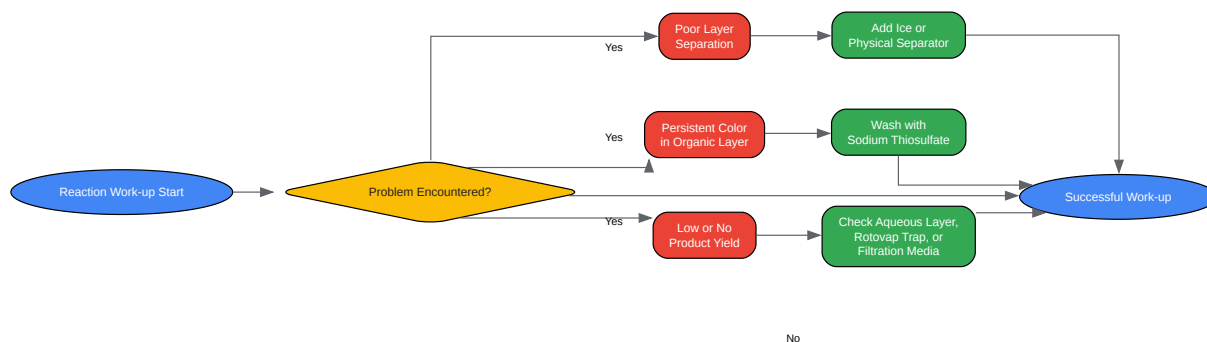 Poor Layer
Separation
Add Ice or
Physical Separator
Yes
Persistent Color
in Organic Layer
Wash with
Sodium Thiosulfate
Yes
Reaction Work-up Start
Problem Encountered?
Successful Work-up
Yes
Low or No
Product Yield
Check Aqueous Layer,
Rotovap Trap, or
Filtration Media
No